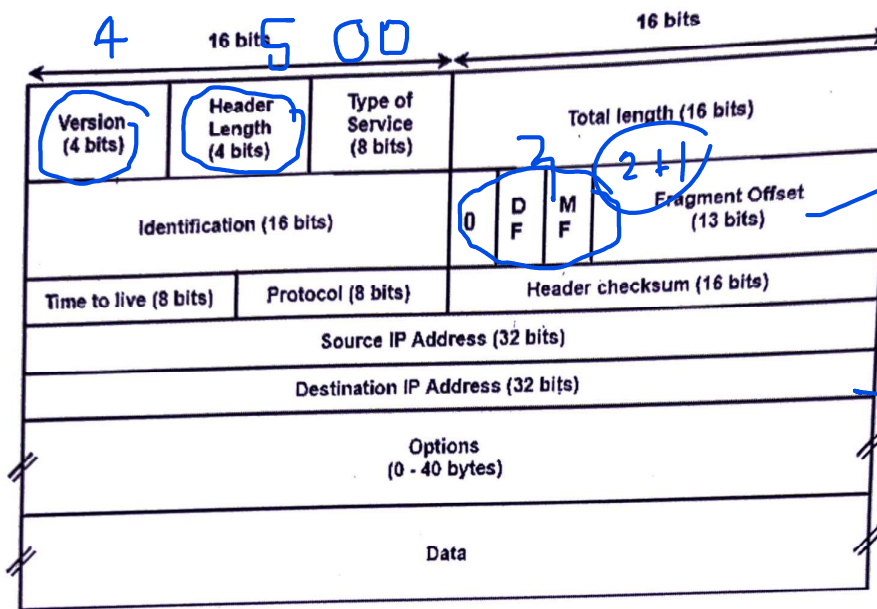 4 5 00
16 bits 16 bits
Version (4 bits) Header Length (4 bits) Type of Service (8 bits) Total length (16 bits)
2 2+1
Identification (16 bits) 0 DF MF Fragment Offset (13 bits)
Time to live (8 bits) Protocol (8 bits) Header checksum (16 bits)
Source IP Address (32 bits)
Destination IP Address (32 bits)
Options
(0 - 40 bytes)
Data